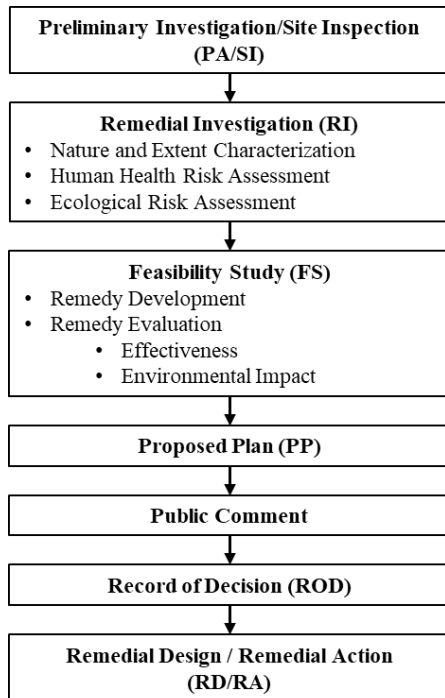 Preliminary Investigation/Site Inspection
(PA/SI)
Remedial Investigation (RI)
• Nature and Extent Characterization
• Human Health Risk Assessment
• Ecological Risk Assessment
Feasibility Study (FS)
• Remedy Development
• Remedy Evaluation
• Effectiveness
• Environmental Impact
Proposed Plan (PP)
Public Comment
Record of Decision (ROD)
Remedial Design / Remedial Action
(RD/RA)